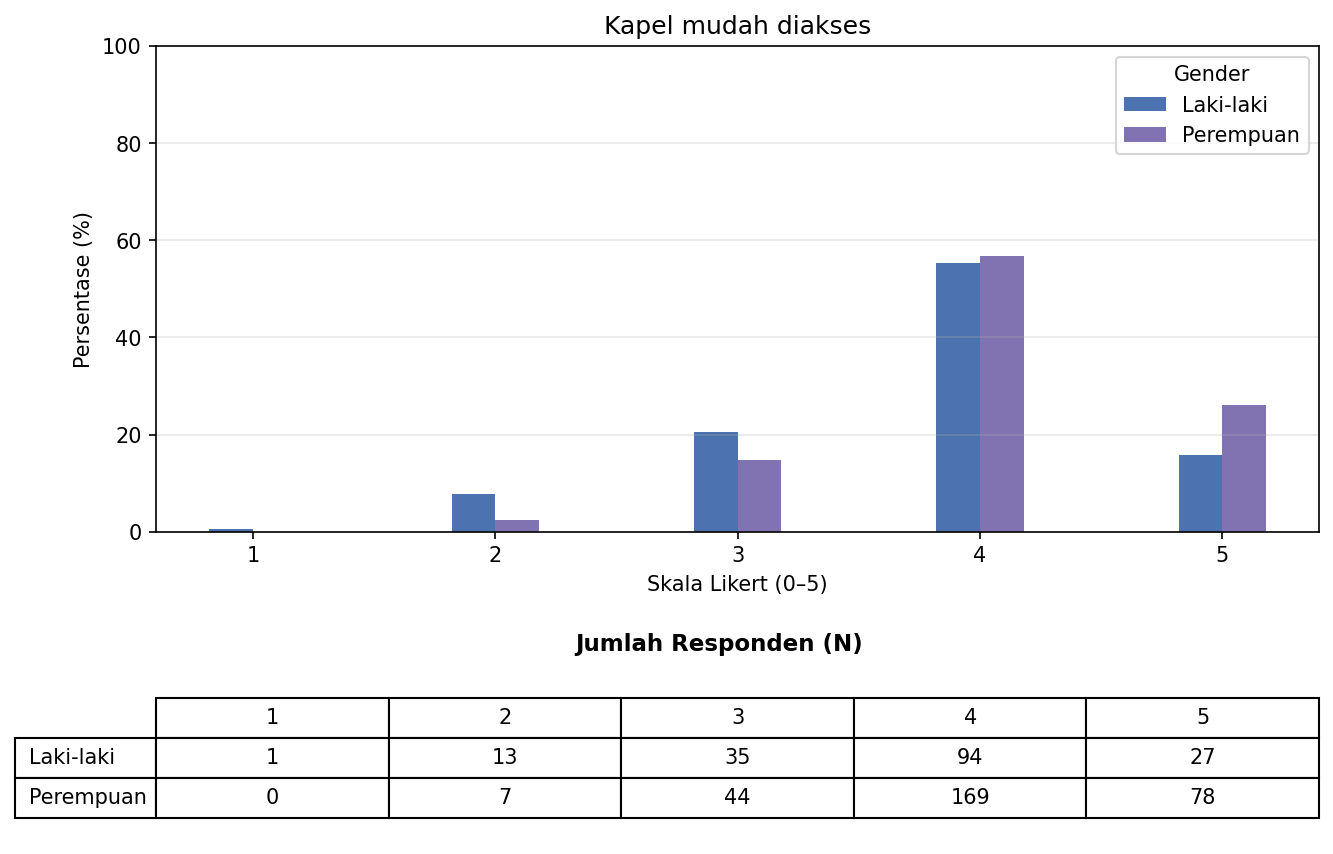 Kapel mudah diakses
100
80
60
40
20
0
Persentase (%)
Gender
Laki-laki
Perempuan
1 2 3 4 5
Skala Likert (0–5)
Jumlah Responden (N)
1 2 3 4 5
Laki-laki 1 13 35 94 27
Perempuan 0 7 44 169 78